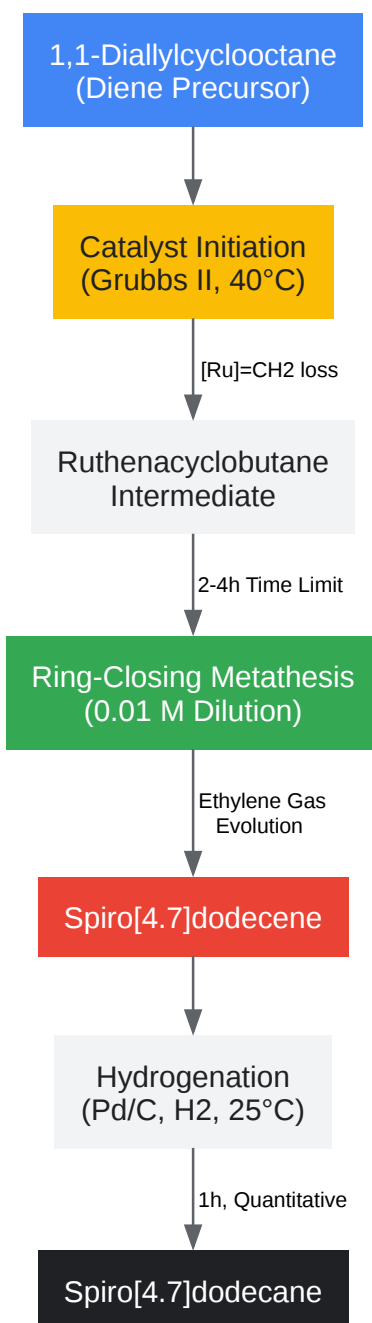 1,1-Diallylcyclooctane
(Diene Precursor)
Catalyst Initiation
(Grubbs II, 40°C)
[Ru]=CH2 loss
Ruthenacyclobutane
Intermediate
2-4h Time Limit
Ring-Closing Metathesis
(0.01 M Dilution)
Ethylene Gas
Evolution
Spiro[4.7]dodecene
Hydrogenation
(Pd/C, H2, 25°C)
1h, Quantitative
Spiro[4.7]dodecane